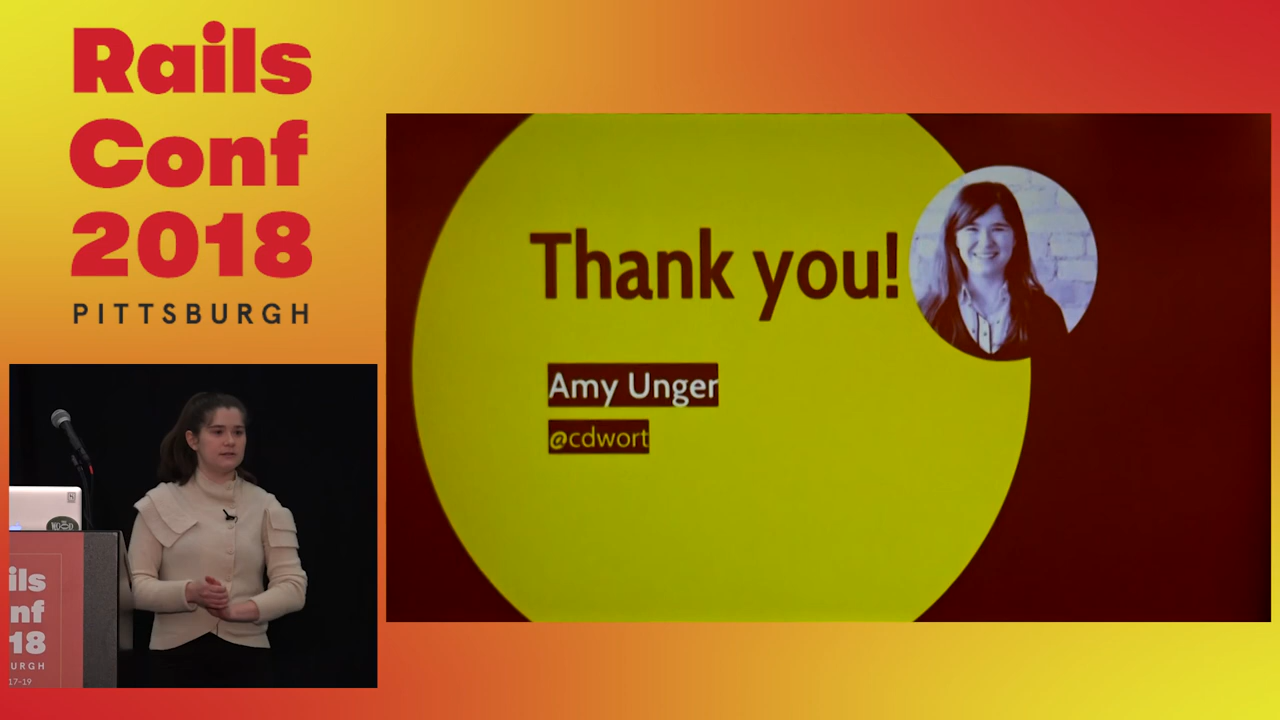 Rails
Conf
2018
PITTSBURGH
Thank you!
Amy Unger
@cdwort
ils
nf
18
URGH
17-19